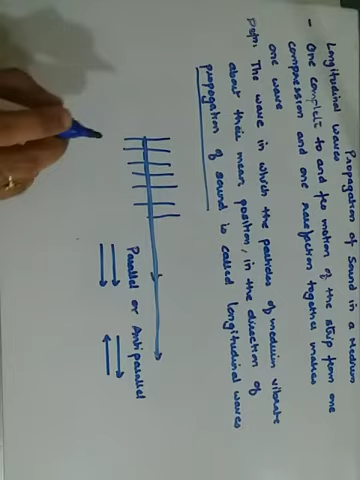 Propagation of Sound in a Medium
Longitudinal waves
- One complete to and fro motion of the strip from one
compression and one rarefaction together makes
one wave
Defn: The wave in which the particles of medium vibrate
about their mean position, in the direction of
propagation of sound is called longitudinal waves
Parallel or Antiparallel